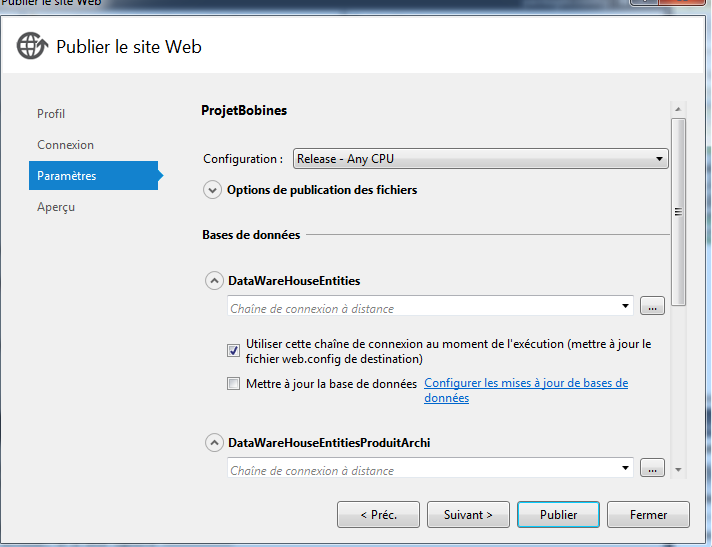 Publier le site Web
Publier le site Web
Profil
Connexion
Paramètres
Aperçu
ProjetBobines
Configuration : Release - Any CPU
Options de publication des fichiers
Bases de données
DataWareHouseEntities
Chaîne de connexion à distance
...
Utiliser cette chaîne de connexion au moment de l'exécution (mettre à jour le
fichier web.config de destination)
Mettre à jour la base de données Configurer les mises à jour de bases de
données
DataWareHouseEntitiesProduitArchi
Chaîne de connexion à distance
...
< Préc. Suivant > Publier Fermer